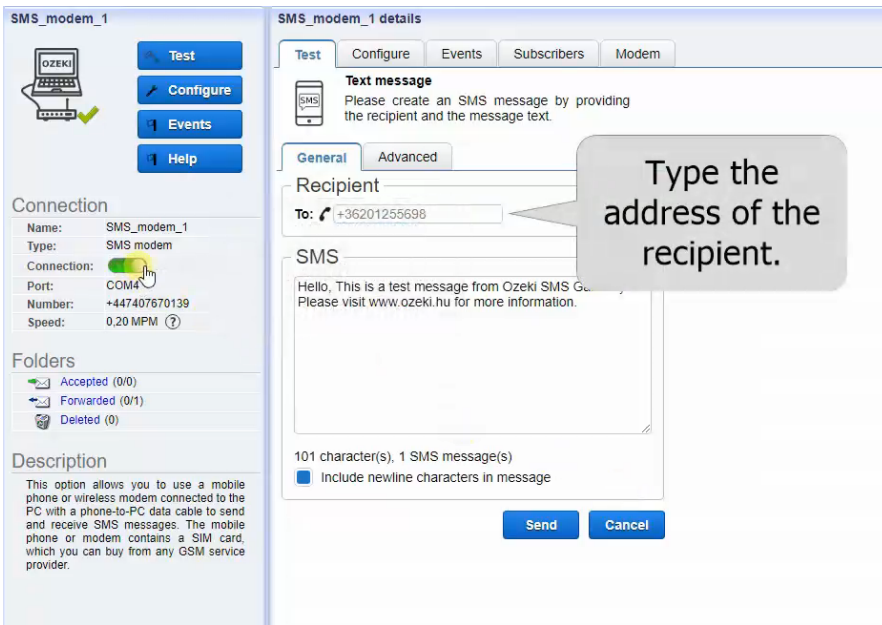 SMS_modem_1
OZEKI
Test
Configure
Events
Help
Connection
Name: SMS_modem_1
Type: SMS modem
Connection:
Port: COM4
Number: +447407670139
Speed: 0,20 MPM ?
Folders
Accepted (0/0)
Forwarded (0/1)
Deleted (0)
Description
This option allows you to use a mobile
phone or wireless modem connected to the
PC with a phone-to-PC data cable to send
and receive SMS messages. The mobile
phone or modem contains a SIM card,
which you can buy from any GSM service
provider.
SMS_modem_1 details
Test Configure Events Subscribers Modem
SMS
Text message
Please create an SMS message by providing
the recipient and the message text.
General Advanced
Recipient
To: +36201255698
Type the
address of the
recipient.
SMS
Hello, This is a test message from Ozeki SMS
Please visit www.ozeki.hu for more information.
101 character(s), 1 SMS message(s)
Include newline characters in message
Send Cancel